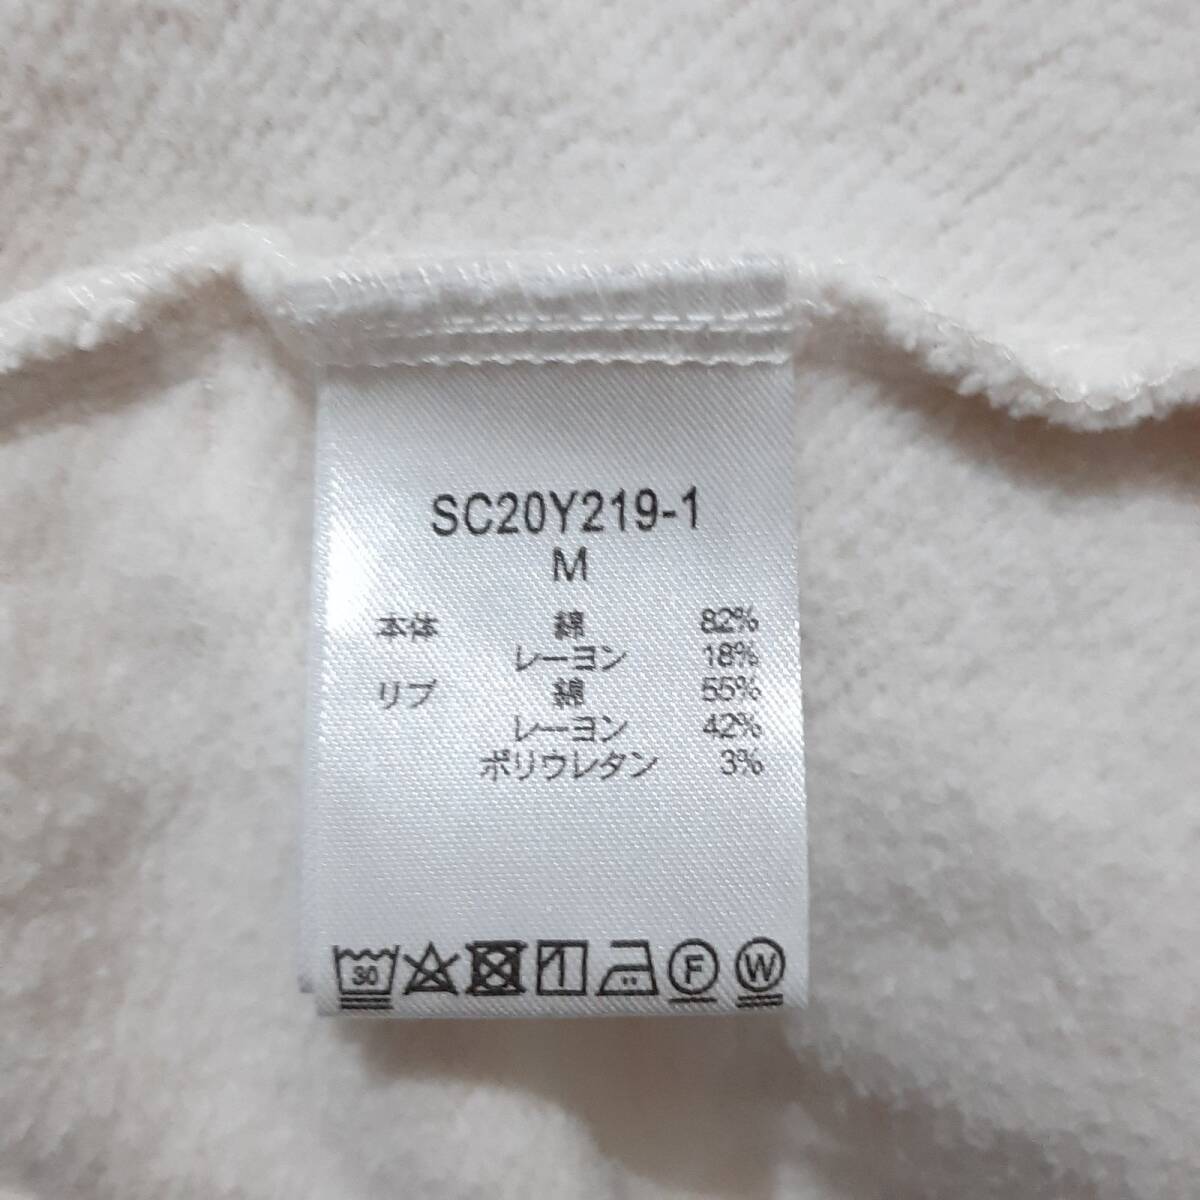 SC20Y219-1
M
本体 綿 82%
レーヨン 18%
リブ 綿 55%
レーヨン 42%
ポリウレタン 3%
30 F W